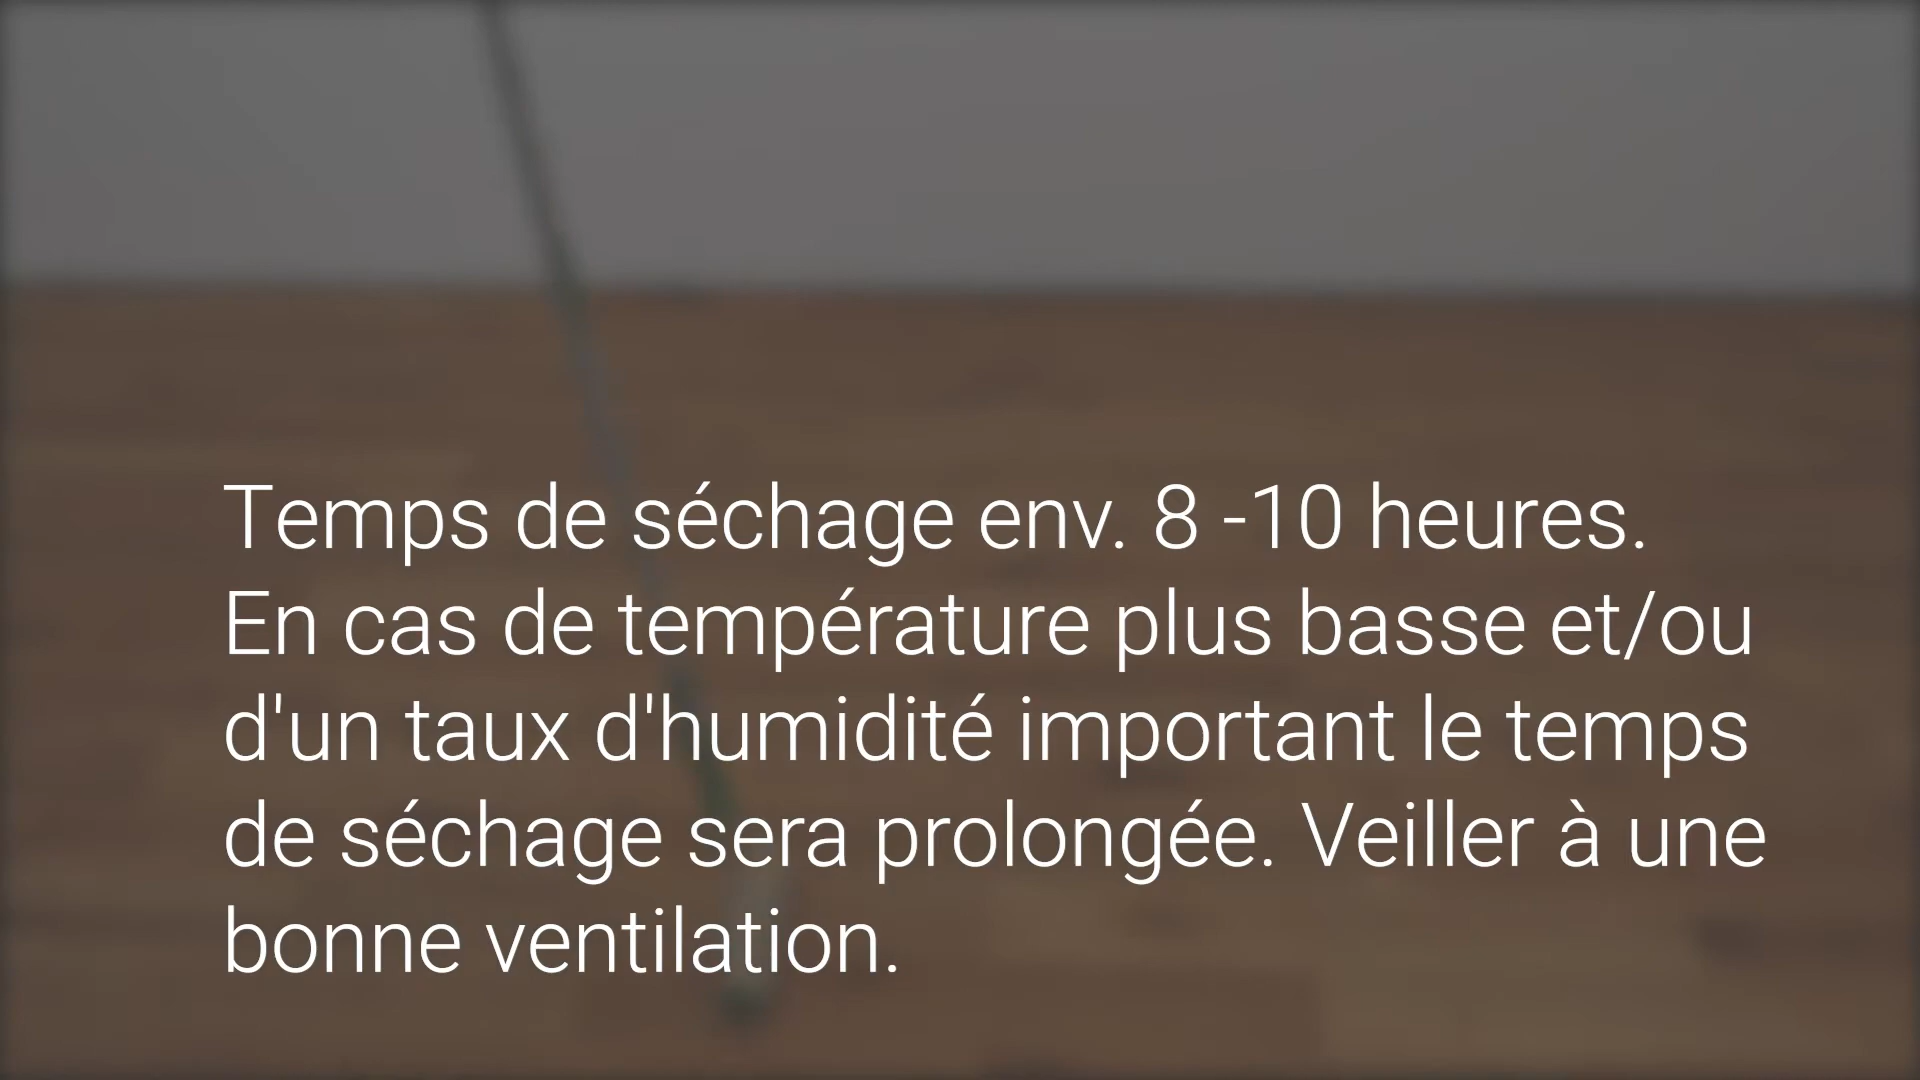 Temps de séchage env. 8 -10 heures.
En cas de température plus basse et/ou
d'un taux d'humidité important le temps
de séchage sera prolongée. Veiller à une
bonne ventilation.